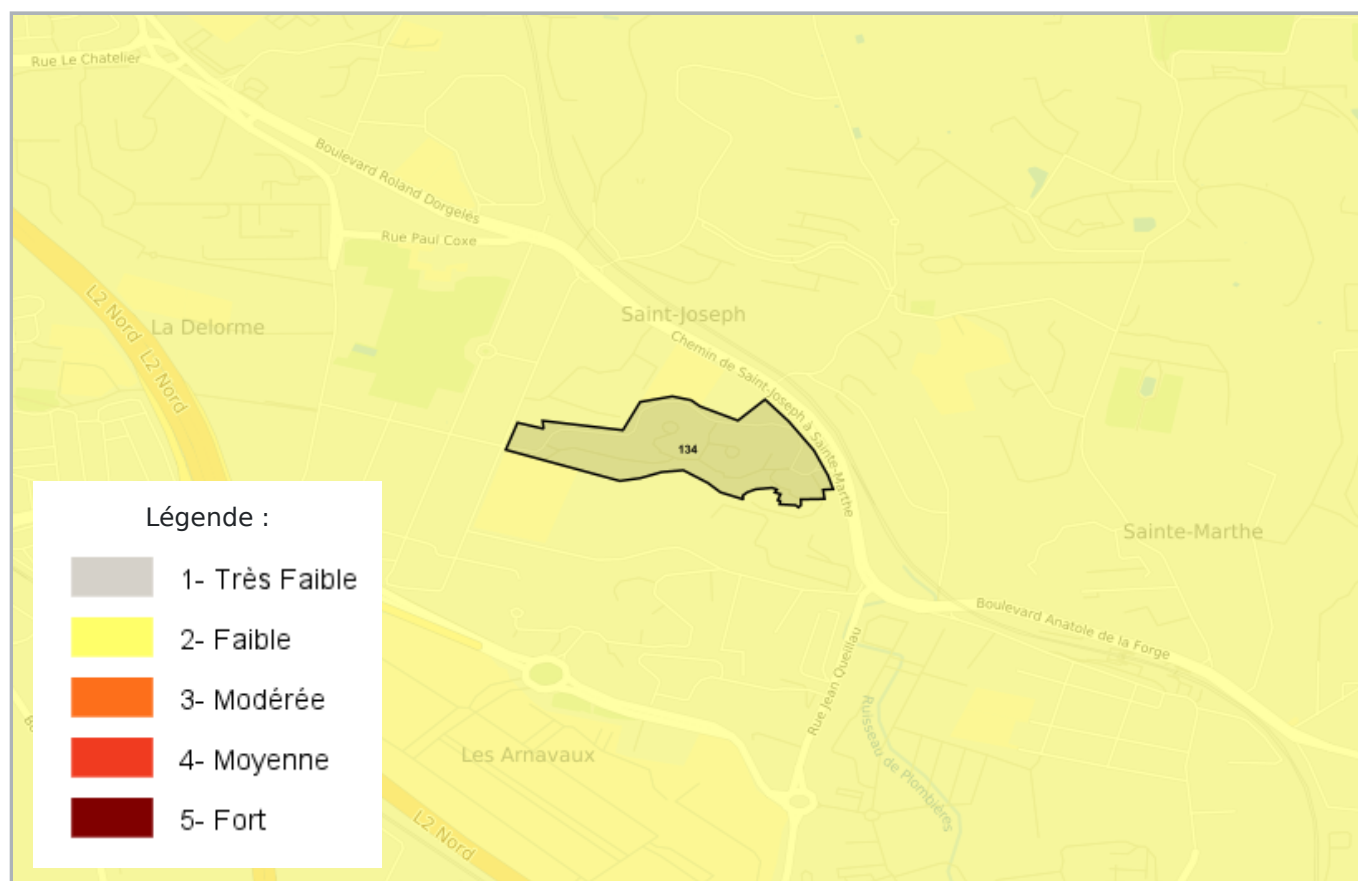 Rue Le Chatelier
Boulevard Roland Dorgelès
Rue Paul Coxe
L2 Nord
L2 Nord
La Delorme
Saint-Joseph
Chemin de Saint-Joseph à Sainte-Marthe
134
Sainte-Marthe
Boulevard Anatole de la Forge
Rue Jean Queillau
Ruisseau de Plombières
Les Arnavaux
L2 Nord
Légende :
1- Très Faible
2- Faible
3- Modérée
4- Moyenne
5- Fort